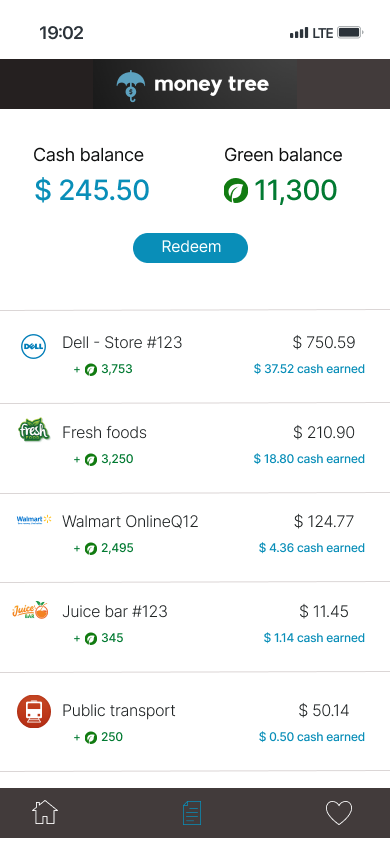 19:02
LTE
$
money tree
Cash balance
Green balance
$ 245.50
11,300
Redeem
DELL
Dell - Store #123
$ 750.59
+ 3,753
$ 37.52 cash earned
fresh
FOODS
Fresh foods
$ 210.90
+ 3,250
$ 18.80 cash earned
Walmart
Walmart OnlineQ12
$ 124.77
+ 2,495
$ 4.36 cash earned
Juice
BAR
Juice bar #123
$ 11.45
+ 345
$ 1.14 cash earned
Public transport
$ 50.14
+ 250
$ 0.50 cash earned